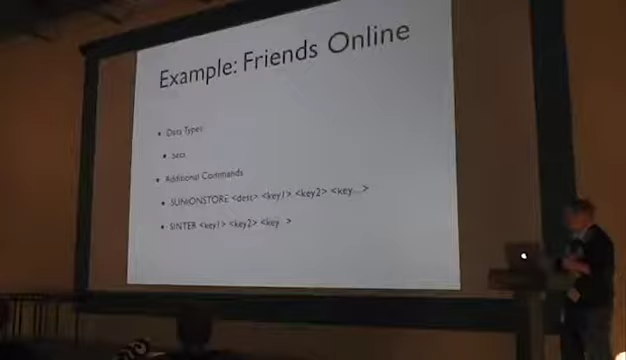 Example: Friends Online
• Data Types
• Sets
• Additional Commands
• SUNIONSTORE <dest> <key1> <key2> <key...>
• SINTER <key1> <key2> <key >